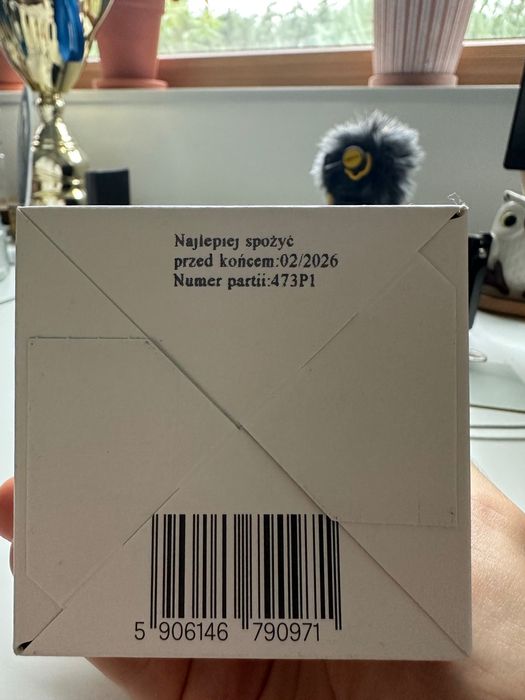 Najlepiej spożyć
przed końcem:02/2026
Numer partii:473P1
5 906146 790971